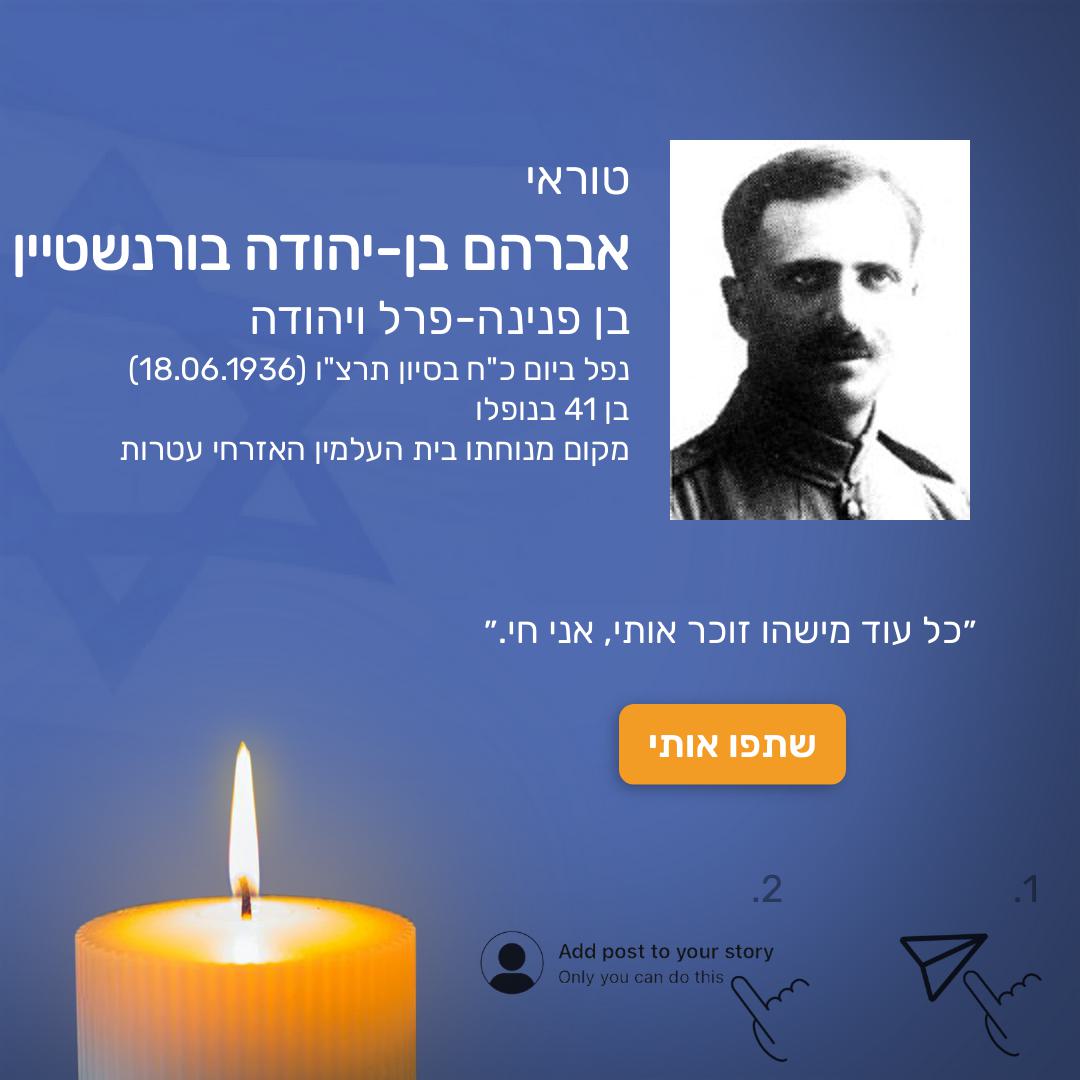 טוראי
אברהם בן-יהודה בורנשטיין
בן פנינה-פרל ויהודה
נפל ביום כ"ח בסיון תרצ"ו (18.06.1936)
בן 41 בנופלו
מקום מנוחתו בית העלמין האזרחי עטרות
״כל עוד מישהו זוכר אותי, אני חי.״
שתפו אותי
.1
.2
Add post to your story
Only you can do this